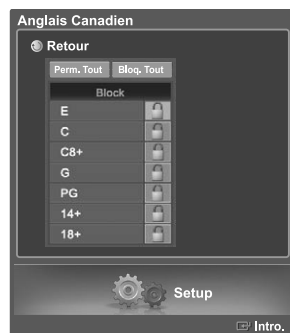 Anglais Canadien
Retour
Perm. Tout Bloq. Tout
Block
E
C
C8+
G
PG
14+
18+
Setup
Intro.